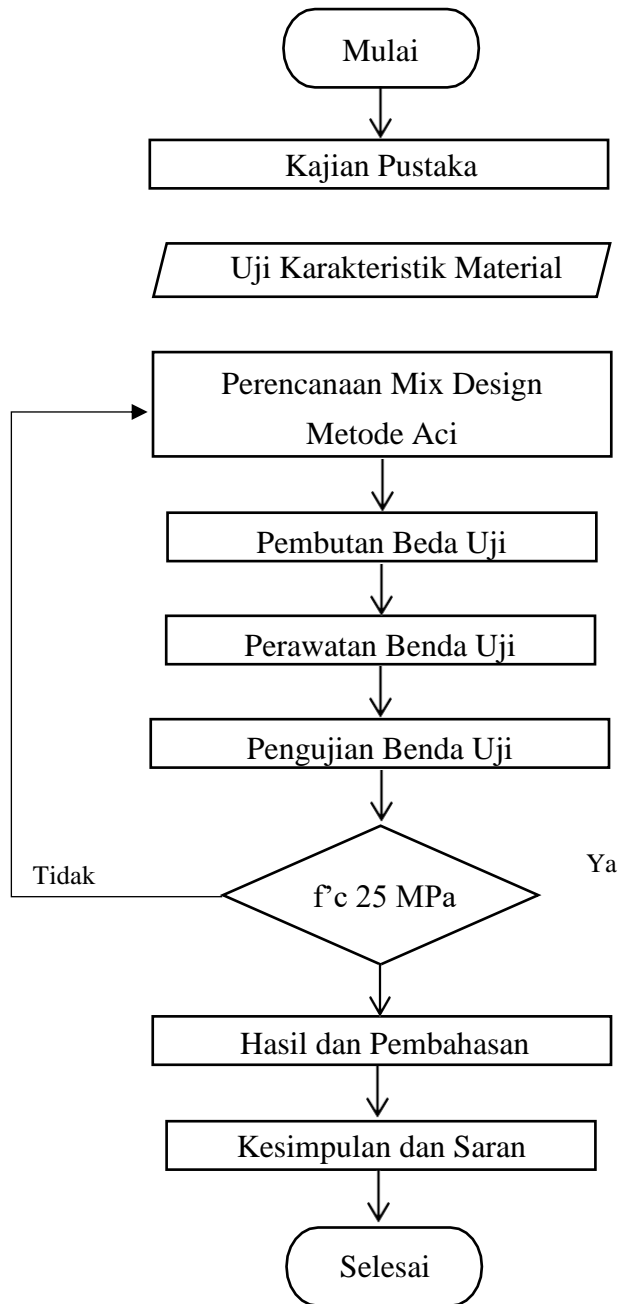 Mulai
Kajian Pustaka
Uji Karakteristik Material
Perencanaan Mix Design
Metode Aci
Pembutan Beda Uji
Perawatan Benda Uji
Pengujian Benda Uji
Tidak
f’c 25 MPa
Ya
Hasil dan Pembahasan
Kesimpulan dan Saran
Selesai